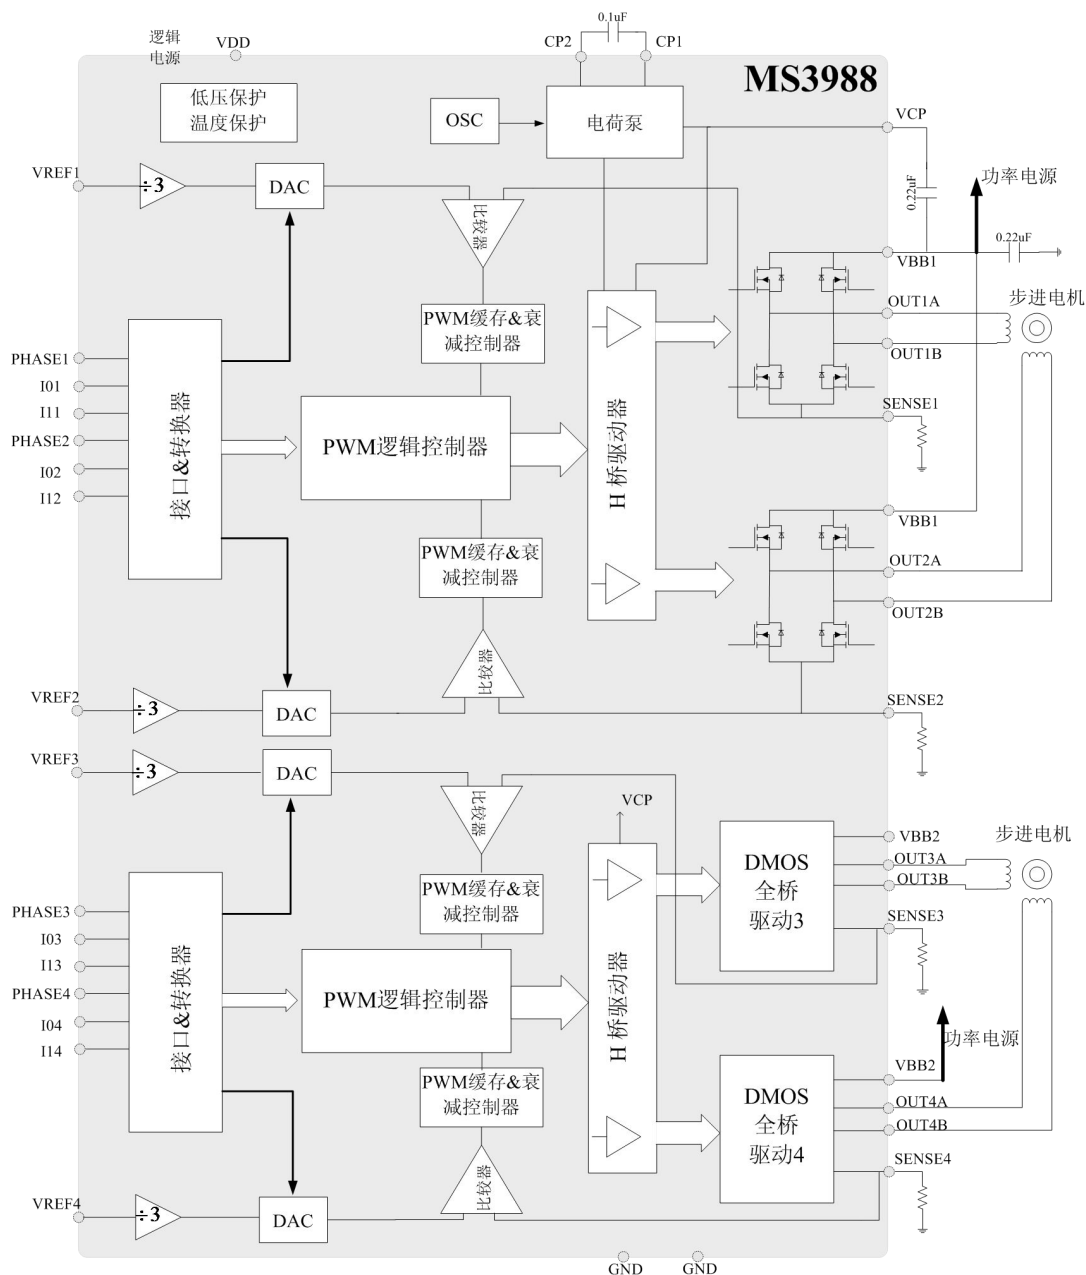 0.1uF
逻辑
电源
VDD
CP2
CP1
MS3988
低压保护
温度保护
OSC
电荷泵
VCP
VREF1
÷3
DAC
比较器
0.22uF
功率电源
0.22uF
VBB1
PWM缓存&衰
减控制器
OUT1A
步进电机
OUT1B
PHASE1
I01
I11
PHASE2
I02
I12
接口&转换器
PWM逻辑控制器
H 桥驱动器
SENSE1
VBB1
PWM缓存&衰
减控制器
OUT2A
OUT2B
比较器
VREF2
÷3
DAC
SENSE2
VREF3
÷3
DAC
比较器
VCP
VBB2
步进电机
DMOS
全桥
驱动3
OUT3A
OUT3B
PWM缓存&衰
减控制器
SENSE3
PHASE3
I03
I13
PHASE4
I04
I14
接口&转换器
PWM逻辑控制器
H 桥驱动器
功率电源
VBB2
PWM缓存&衰
减控制器
DMOS
全桥
驱动4
OUT4A
OUT4B
SENSE4
比较器
VREF4
÷3
DAC
GND
GND